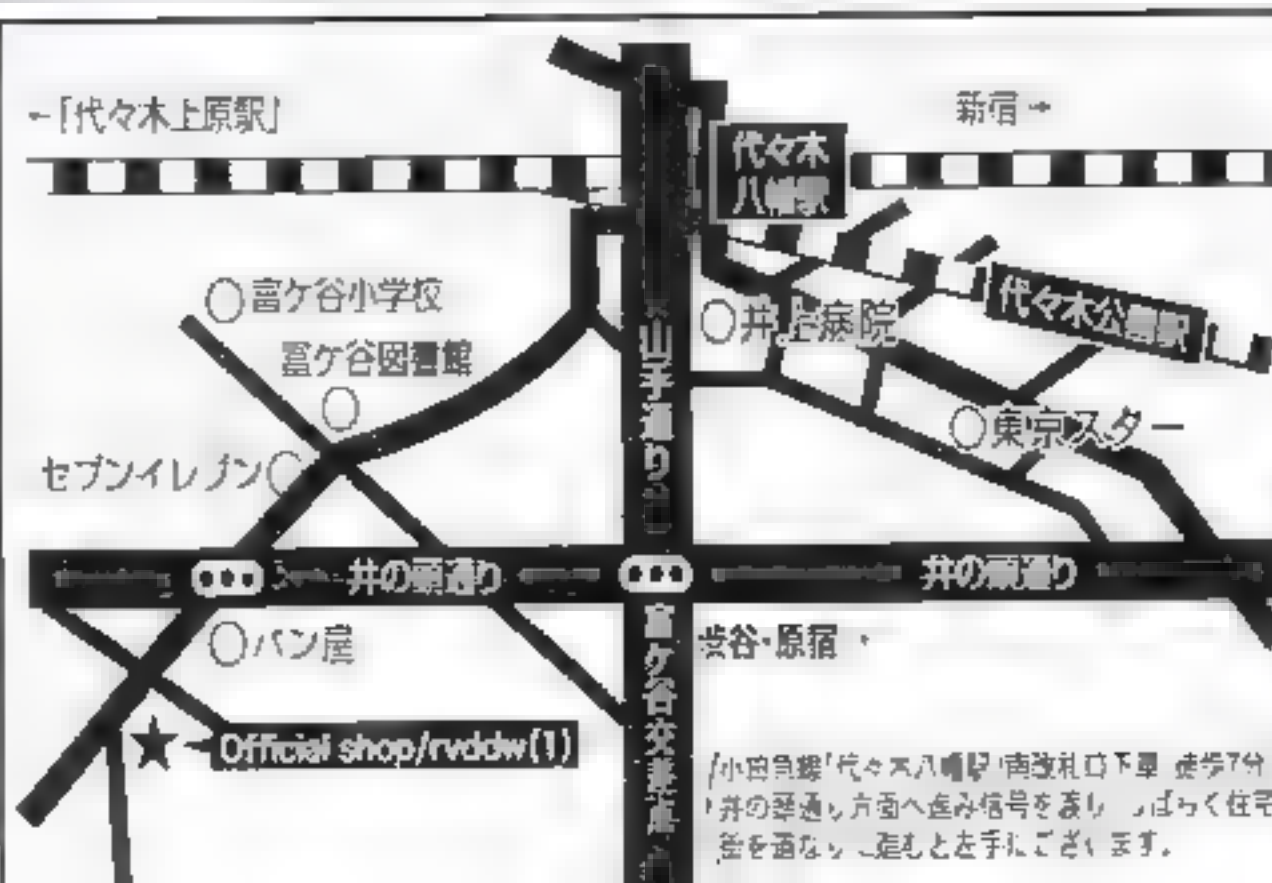 ←「代々木上原駅」
新宿→
代々木
八幡駅
富ケ谷小学校
富ケ谷図書館
セブンイレブン
井上病院
代々木公園駅
東京スター
山手通り
井の頭通り
井の頭通り
パン屋
富ケ谷交差点
渋谷・原宿
Official shop/rvddw(1)
小田急線「代々木八幡駅」南改札口下車 徒歩7分
井の頭通り方面へ進み信号を渡り しばらく住宅
街を道なりに進むと左手にございます。